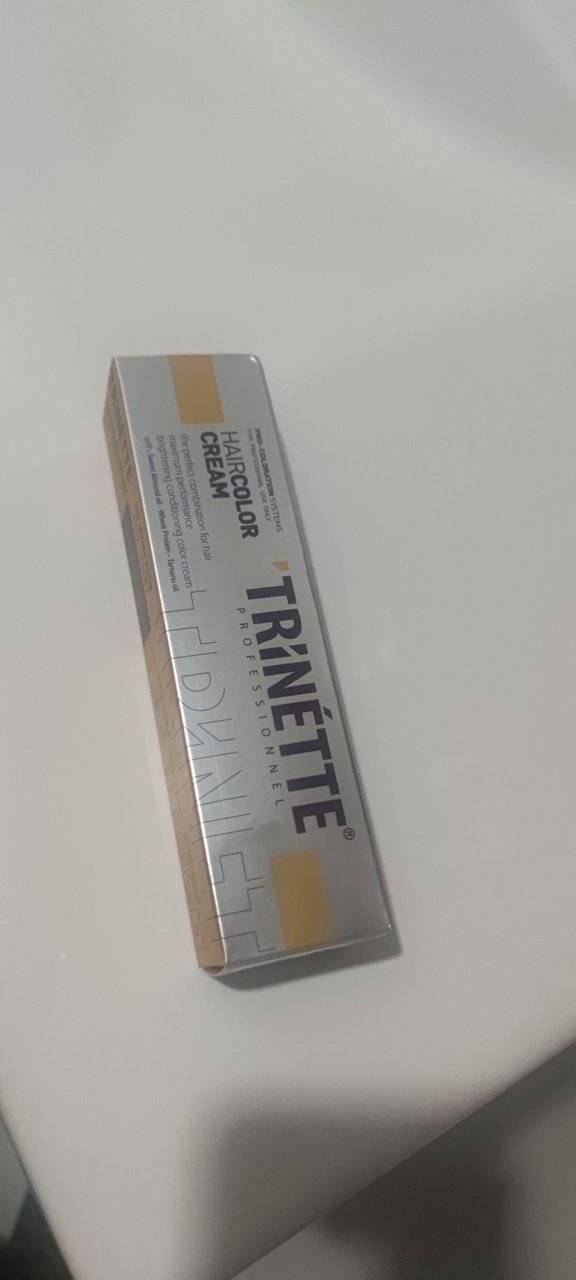 PRO-COLORATION SYSTEMS
FOR PROFESSIONAL USE ONLY
HAIRCOLOR
CREAM
the perfect combination for hair
maximum performance
brightening conditioning color cream
with Sweet Almond oil - Wheat Protein - Tamanu oil
TRINÉTTE®
PROFESSIONNEL